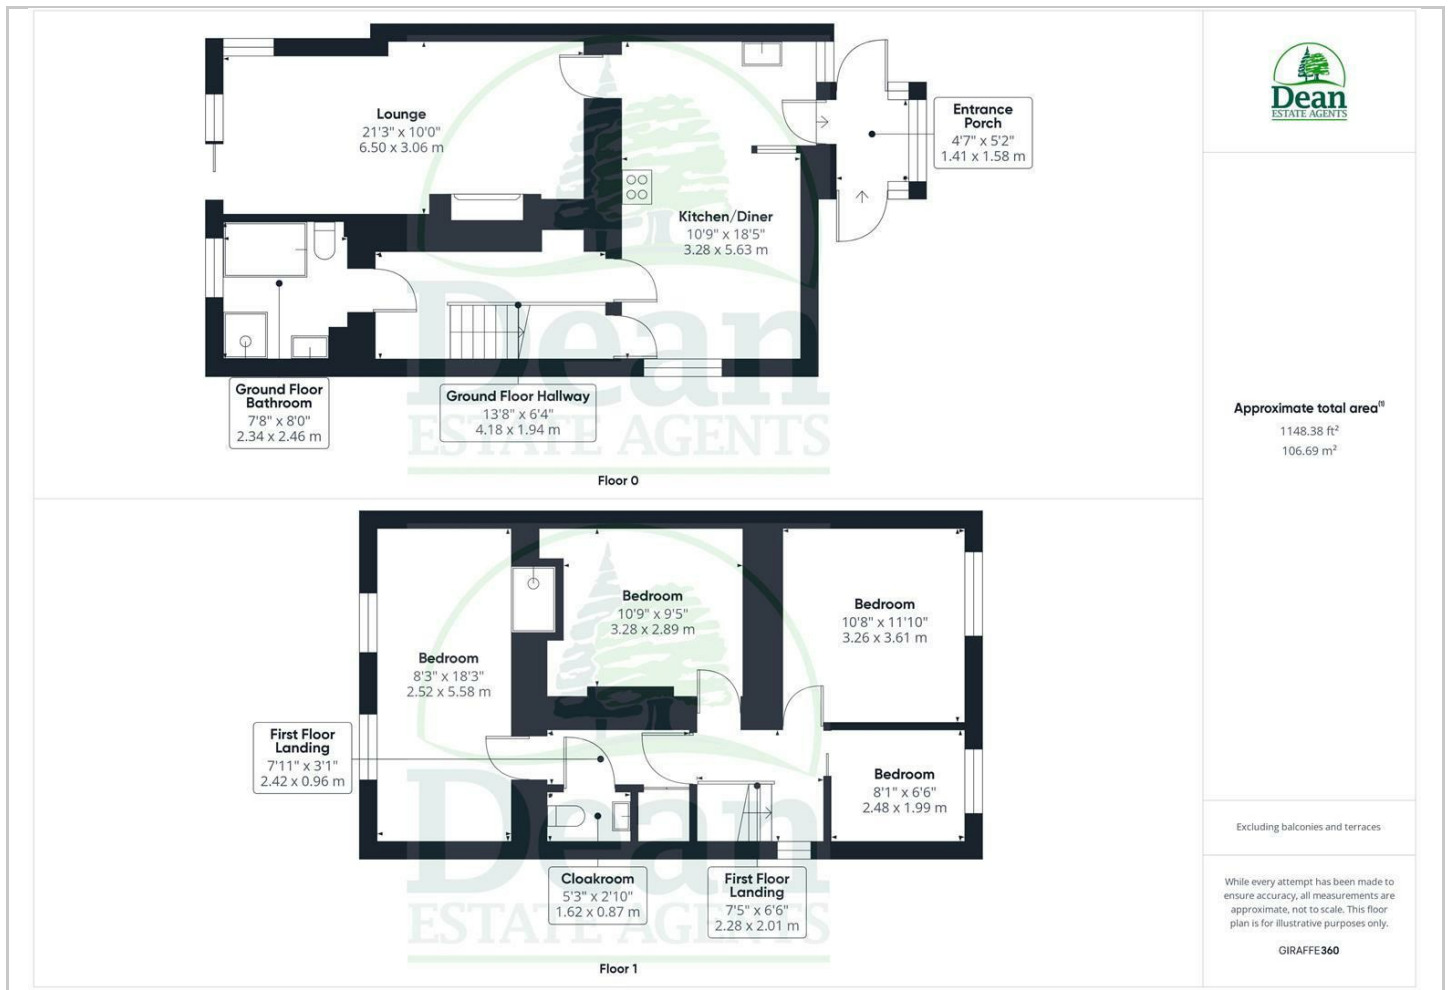 Lounge
21'3" x 10'0"
6.50 x 3.06 m
Kitchen/Diner
10'9" x 18'5"
3.28 x 5.63 m
Entrance
Porch
4'7" x 5'2"
1.41 x 1.58 m
Ground Floor
Bathroom
7'8" x 8'0"
2.34 x 2.46 m
Ground Floor Hallway
13'8" x 6'4"
4.18 x 1.94 m
Dean
ESTATE AGENTS
Floor 0
Bedroom
8'3" x 18'3"
2.52 x 5.58 m
Bedroom
10'9" x 9'5"
3.28 x 2.89 m
Bedroom
10'8" x 11'10"
3.26 x 3.61 m
First Floor
Landing
7'11" x 3'1"
2.42 x 0.96 m
Bedroom
8'1" x 6'6"
2.48 x 1.99 m
Cloakroom
5'3" x 2'10"
1.62 x 0.87 m
First Floor
Landing
7'5" x 6'6"
2.28 x 2.01 m
Dean
ESTATE AGENTS
Floor 1
Dean
ESTATE AGENTS
Approximate total area(1)
1148.38 ft²
106.69 m²
Excluding balconies and terraces
While every attempt has been made to
ensure accuracy, all measurements are
approximate, not to scale. This floor
plan is for illustrative purposes only.
GIRAFFE360